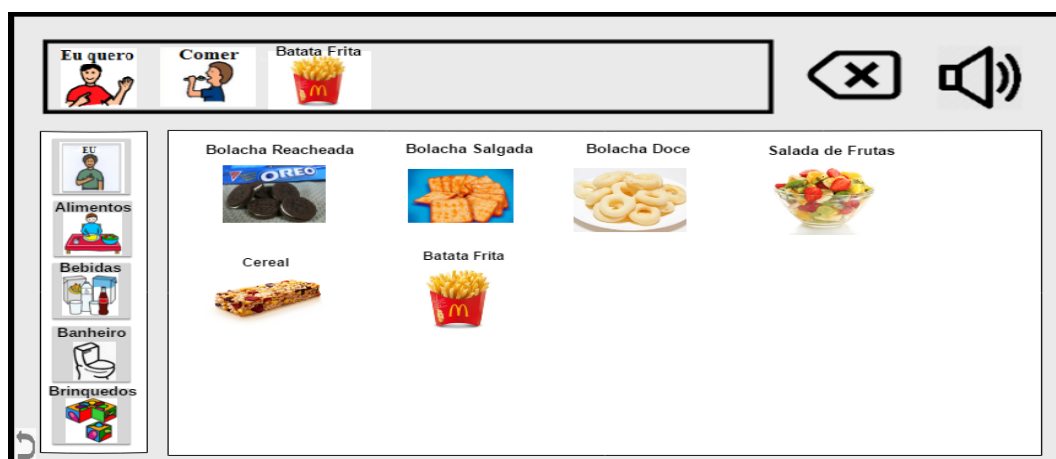 Eu quero
Comer
Batata Frita
EU
Alimentos
Bebidas
Banheiro
Brinquedos
Bolacha Reacheada
Bolacha Salgada
Bolacha Doce
Salada de Frutas
OREO
Cereal
Batata Frita